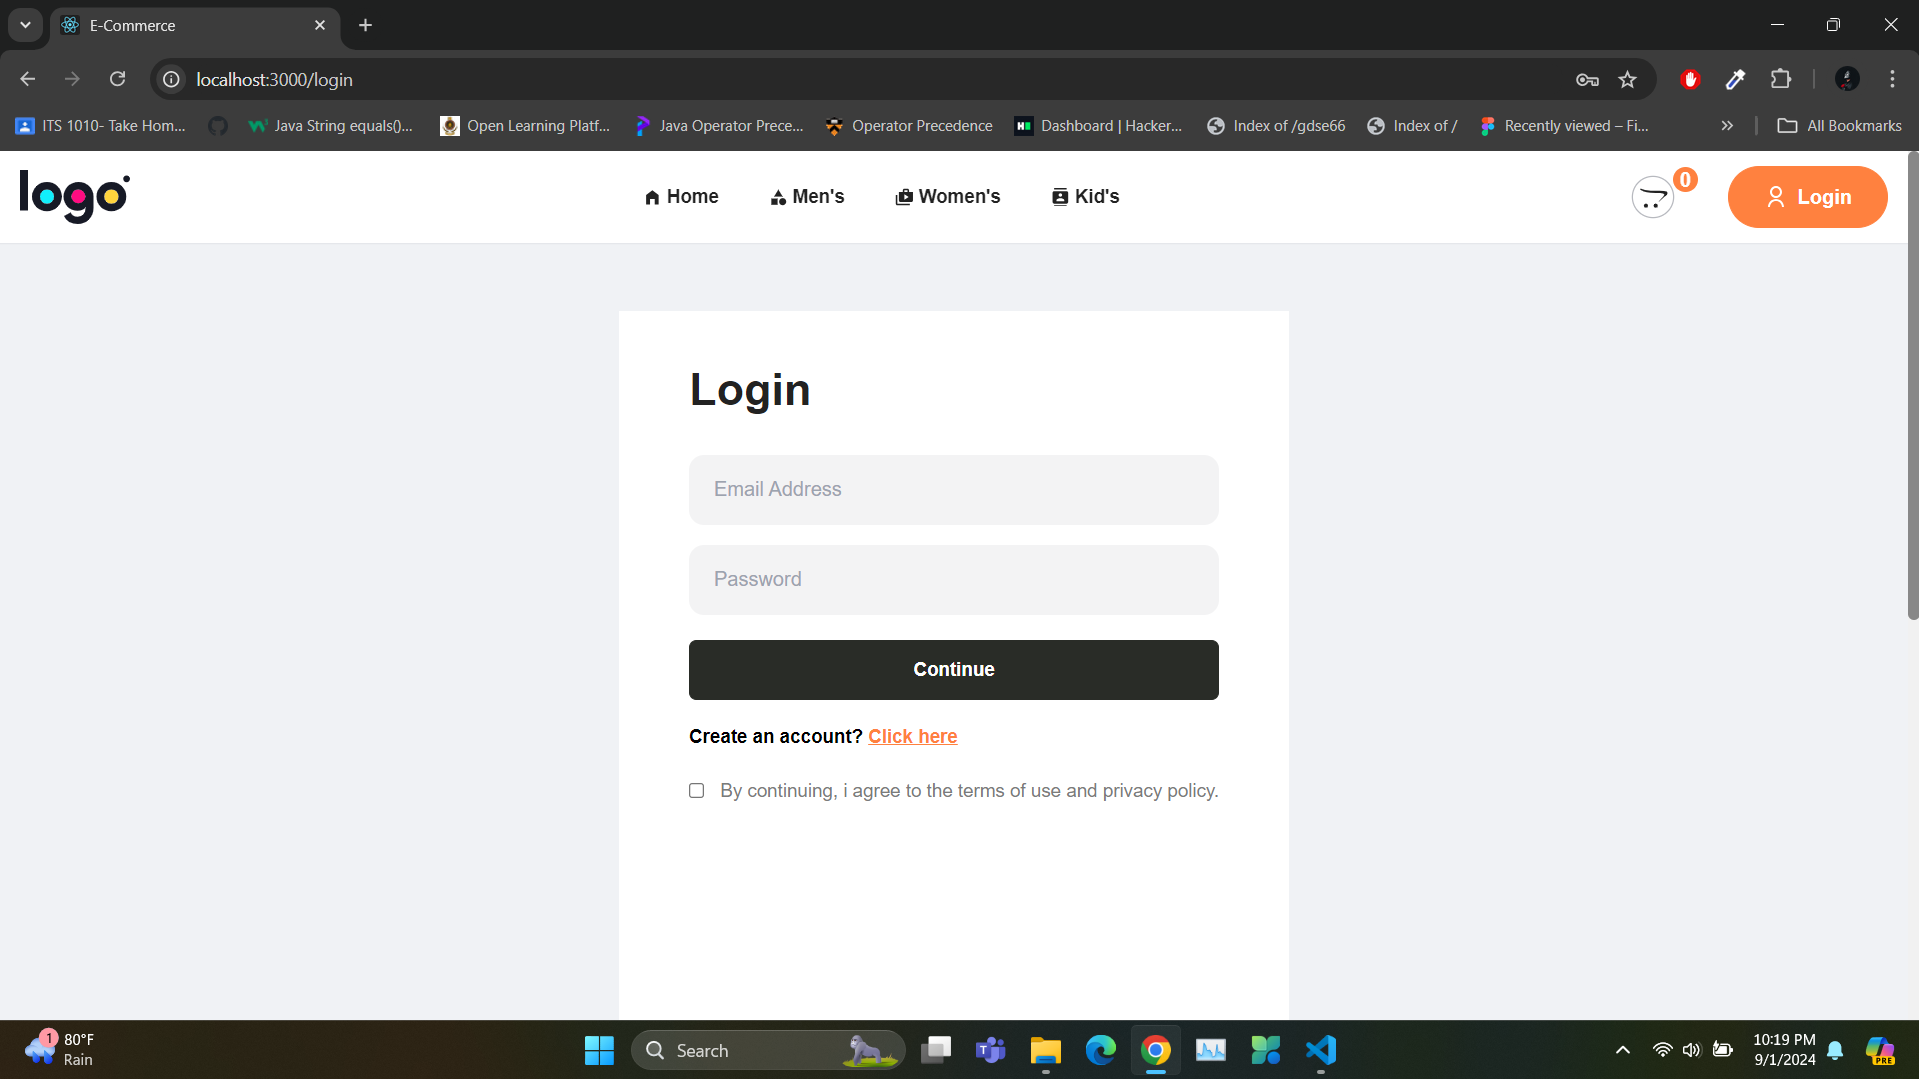 E-Commerce
localhost:3000/login
ITS 1010- Take Hom...
Java String equals()...
Open Learning Platf...
Java Operator Prece...
Operator Precedence
Dashboard | Hacker...
Index of /gdse66
Index of /
Recently viewed – Fi...
All Bookmarks
logo
Home
Men's
Women's
Kid's
0
Login
Login
Email Address
Password
Continue
Create an account? Click here
By continuing, i agree to the terms of use and privacy policy.
1
80°F
Rain
Search
10:19 PM
9/1/2024
PRE